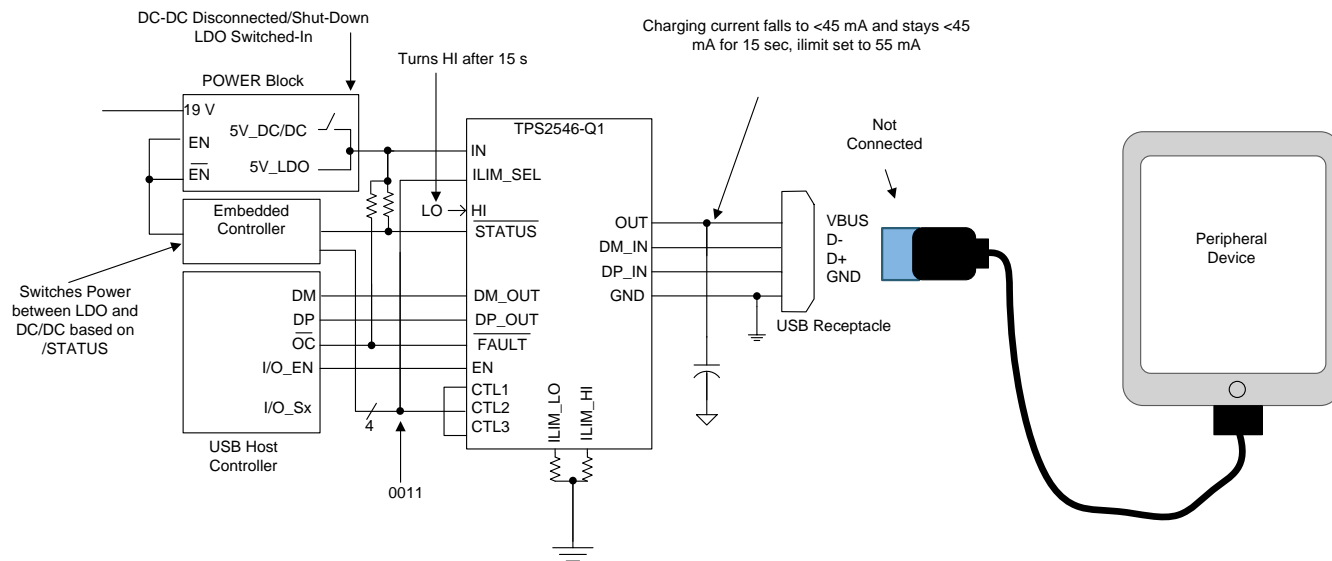 DC-DC Disconnected/Shut-Down
LDO Switched-In
Charging current falls to <45 mA and stays <45
mA for 15 sec, ilimit set to 55 mA
Turns HI after 15 s
POWER Block
19 V
5V_DC/DC
EN
EN
5V_LDO
TPS2546-Q1
IN
ILIM_SEL
LO
HI
STATUS
Embedded
Controller
Switches Power
between LDO and
DC/DC based on
/STATUS
DM
DP
OC
I/O_EN
I/O_Sx
USB Host
Controller
4
0011
DM_OUT
DP_OUT
FAULT
EN
CTL1
CTL2
CTL3
ILIM_LO
ILIM_HI
OUT
DM_IN
DP_IN
GND
USB Receptacle
Not
Connected
VBUS
D-
D+
GND
Peripheral
Device